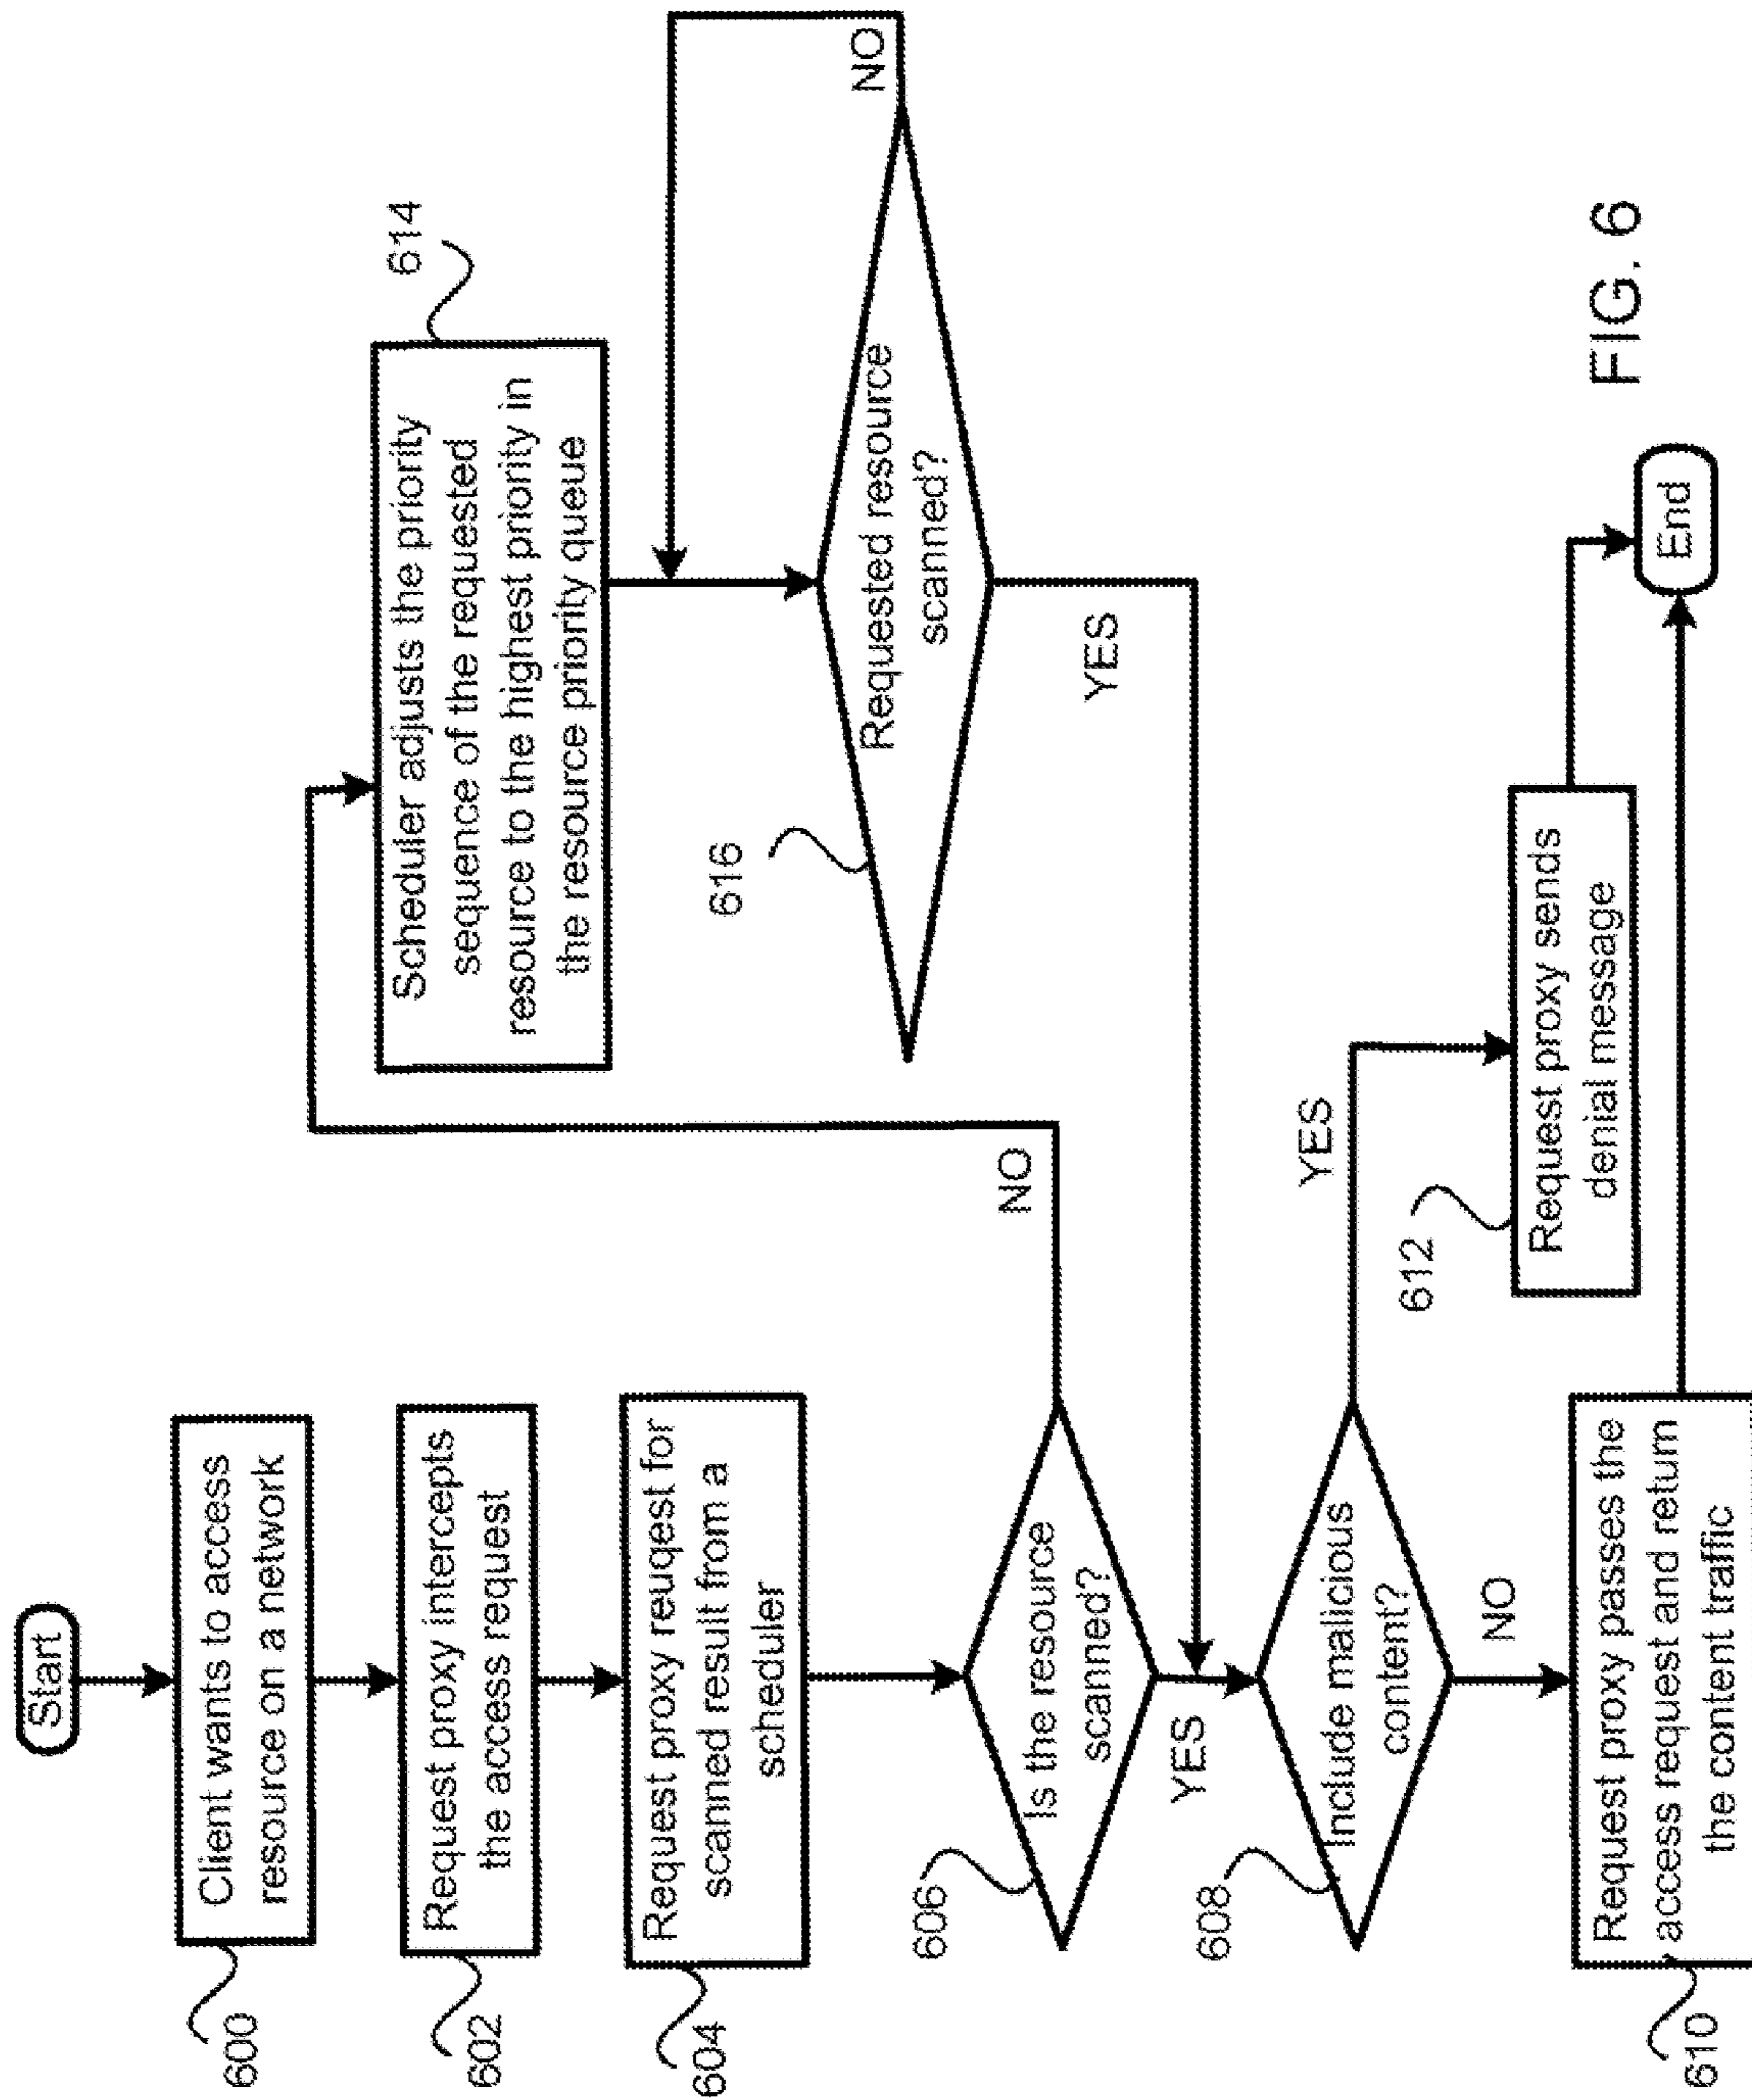 Start
Client wants to access
resource on a network
600
Request proxy intercepts
the access request
602
Request proxy reuqest for
scanned result from a
scheduler
604
Is the resource
scanned?
606
NO
YES
Scheduler adjusts the priority
sequence of the requested
resource to the highest priority in
the resource priority queue
614
Requested resource
scanned?
616
NO
YES
Include malicious
content?
608
YES
NO
Request proxy sends
denial message
612
Request proxy passes the
access request and return
the content traffic
610
End
FIG. 6